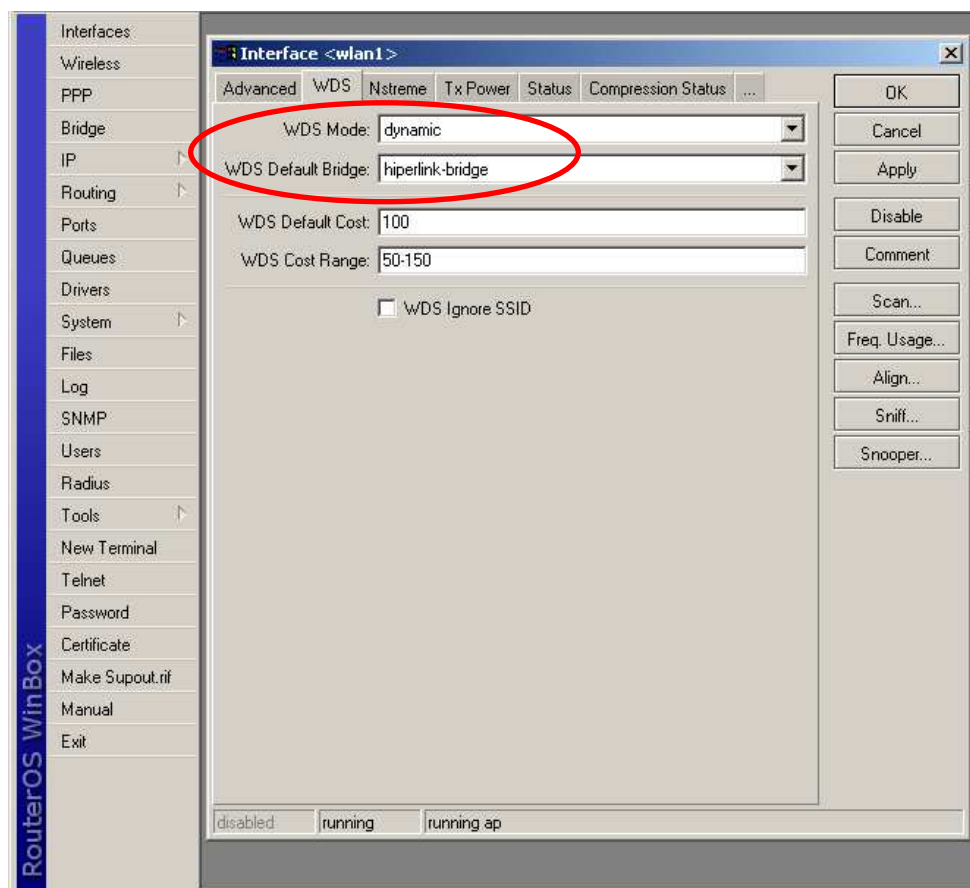 Interfaces
Wireless
PPP
Bridge
IP
Routing
Ports
Queues
Drivers
System
Files
Log
SNMP
Users
Radius
Tools
New Terminal
Telnet
Password
Certificate
Make Supout.rif
Manual
Exit
RouterOS WinBox
Interface <wlan1>
Advanced WDS Nstreme Tx Power Status Compression Status ...
WDS Mode: dynamic
WDS Default Bridge: hiperlink-bridge
WDS Default Cost: 100
WDS Cost Range: 50-150
WDS Ignore SSID
OK
Cancel
Apply
Disable
Comment
Scan...
Freq. Usage...
Align...
Sniff...
Snooper...
disabled running running ap